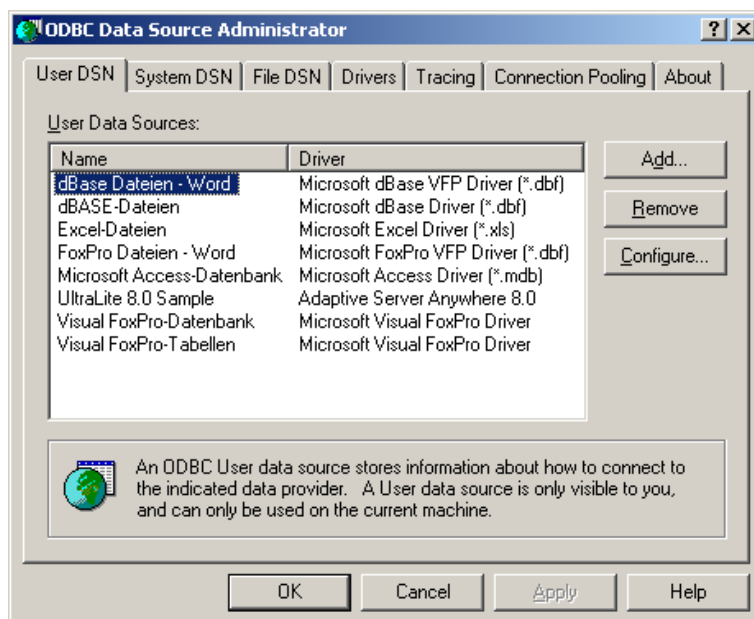 ODBC Data Source Administrator
User DSN System DSN File DSN Drivers Tracing Connection Pooling About
User Data Sources:
Name Driver
dBase Dateien - Word Microsoft dBase VFP Driver (*.dbf)
dBASE-Dateien Microsoft dBase Driver (*.dbf)
Excel-Dateien Microsoft Excel Driver (*.xls)
FoxPro Dateien - Word Microsoft FoxPro VFP Driver (*.dbf)
Microsoft Access-Datenbank Microsoft Access Driver (*.mdb)
UltraLite 8.0 Sample Adaptive Server Anywhere 8.0
Visual FoxPro-Datenbank Microsoft Visual FoxPro Driver
Visual FoxPro-Tabellen Microsoft Visual FoxPro Driver
Add...
Remove
Configure...
An ODBC User data source stores information about how to connect to
the indicated data provider. A User data source is only visible to you,
and can only be used on the current machine.
OK Cancel Apply Help